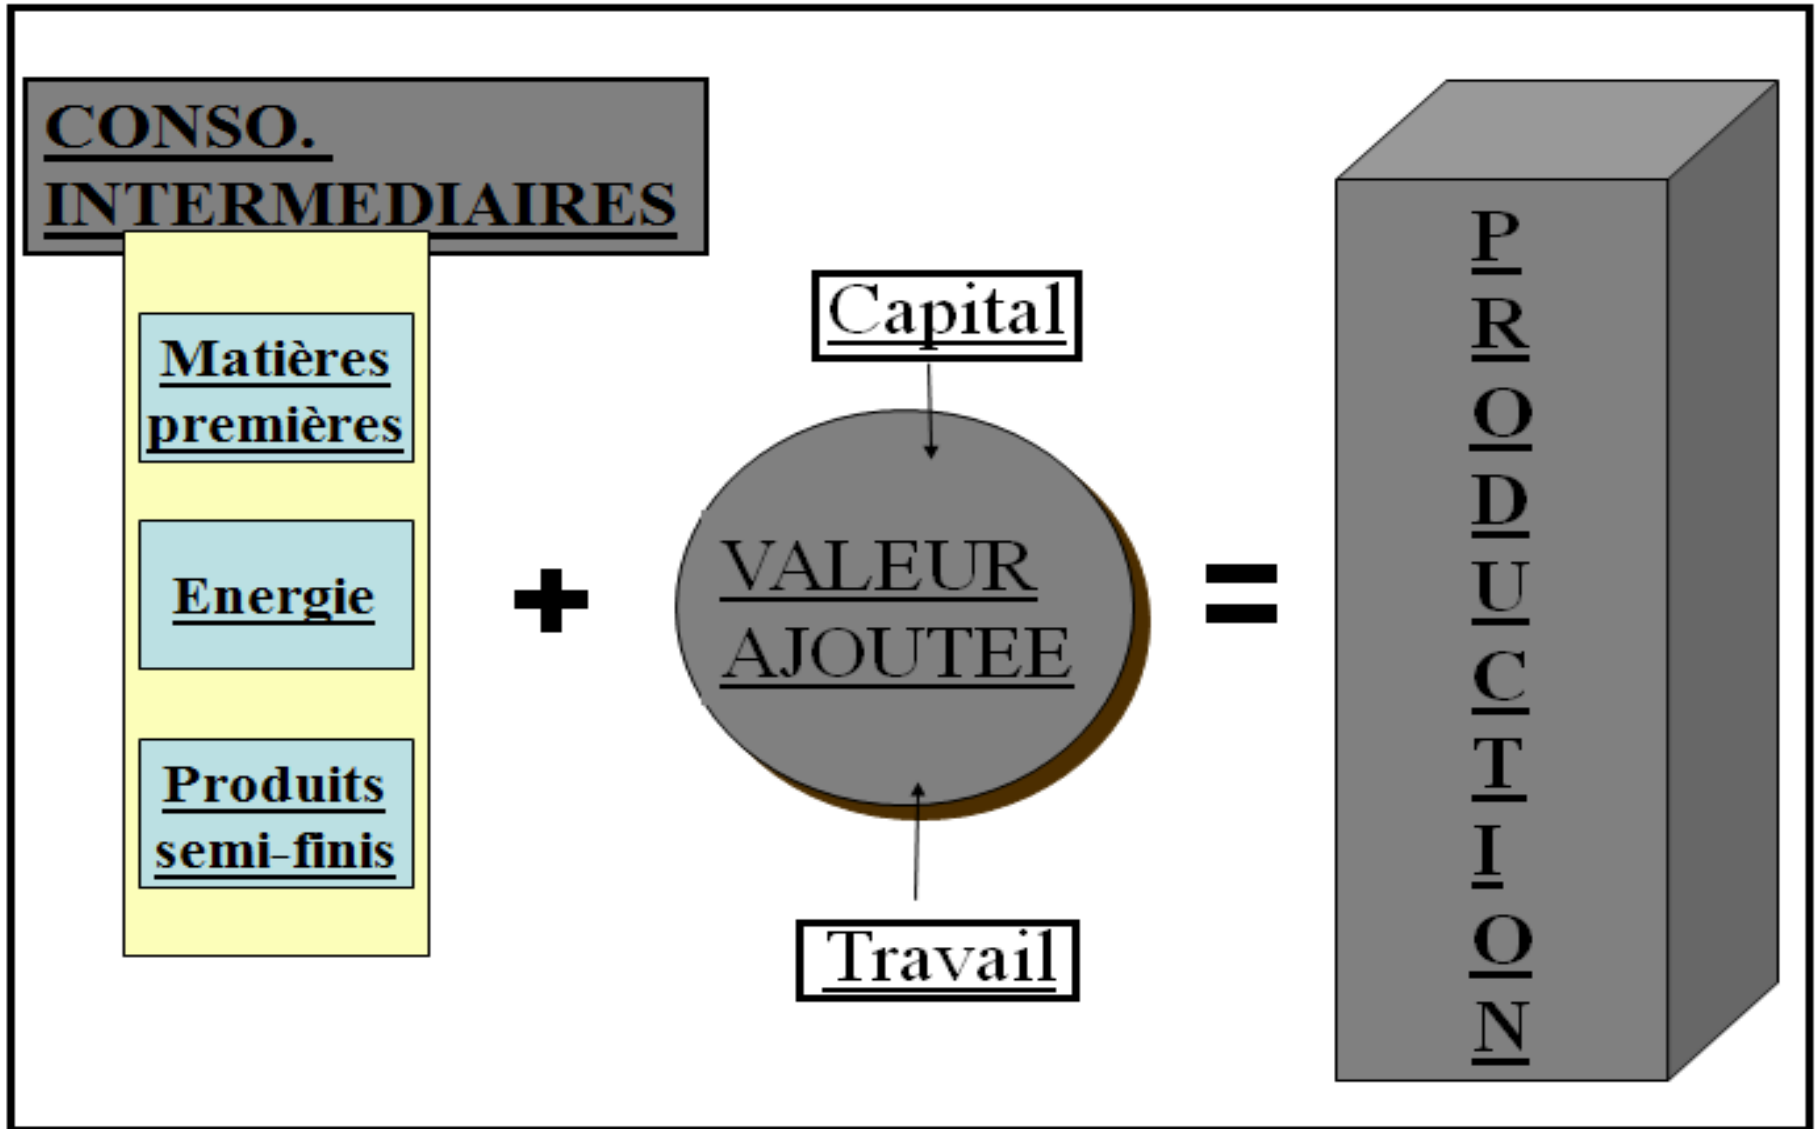 CONSO.
INTERMEDIAIRES
Matières
premières
Energie
Produits
semi-finis
+
Capital
VALEUR
AJOUTEE
Travail
=
P
R
O
D
U
C
T
I
O
N